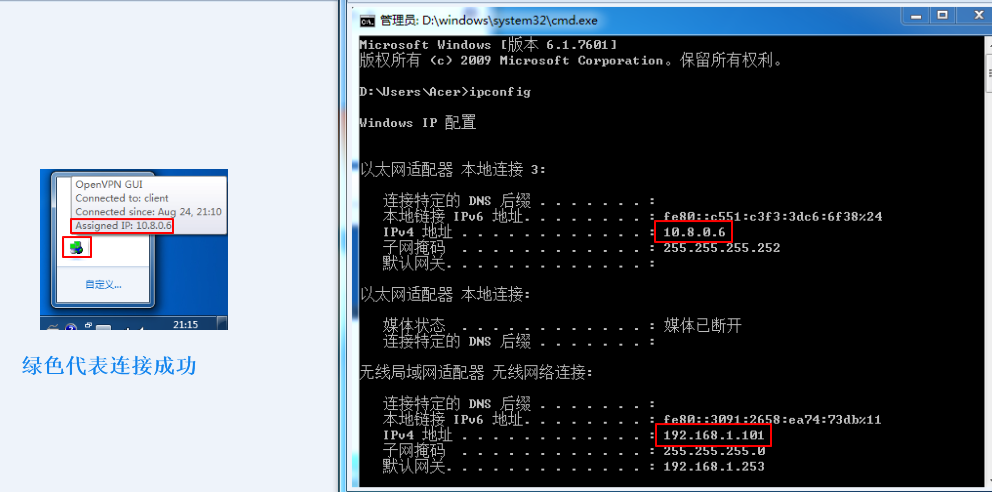 OpenVPN GUI
Connected to: client
Connected since: Aug 24, 21:10
Assigned IP: 10.8.0.6
自定义...
21:15
绿色代表连接成功
管理员: D:\windows\system32\cmd.exe
Microsoft Windows [版本 6.1.7601]
版权所有 (c) 2009 Microsoft Corporation。保留所有权利。
D:\Users\Acer>ipconfig
Windows IP 配置
以太网适配器 本地连接 3:
连接特定的 DNS 后缀 . . . . . . . :
本地链接 IPv6 地址. . . . . . . . : fe80::c551:c3f3:3dc6:6f38%24
IPv4 地址 . . . . . . . . . . . . : 10.8.0.6
子网掩码 . . . . . . . . . . . . : 255.255.255.252
默认网关. . . . . . . . . . . . . :
以太网适配器 本地连接:
媒体状态 . . . . . . . . . . . . : 媒体已断开
连接特定的 DNS 后缀 . . . . . . . :
无线局域网适配器 无线网络连接:
连接特定的 DNS 后缀 . . . . . . . :
本地链接 IPv6 地址. . . . . . . . : fe80::3091:2658:ea74:73db%11
IPv4 地址 . . . . . . . . . . . . : 192.168.1.101
子网掩码 . . . . . . . . . . . . : 255.255.255.0
默认网关. . . . . . . . . . . . . : 192.168.1.253